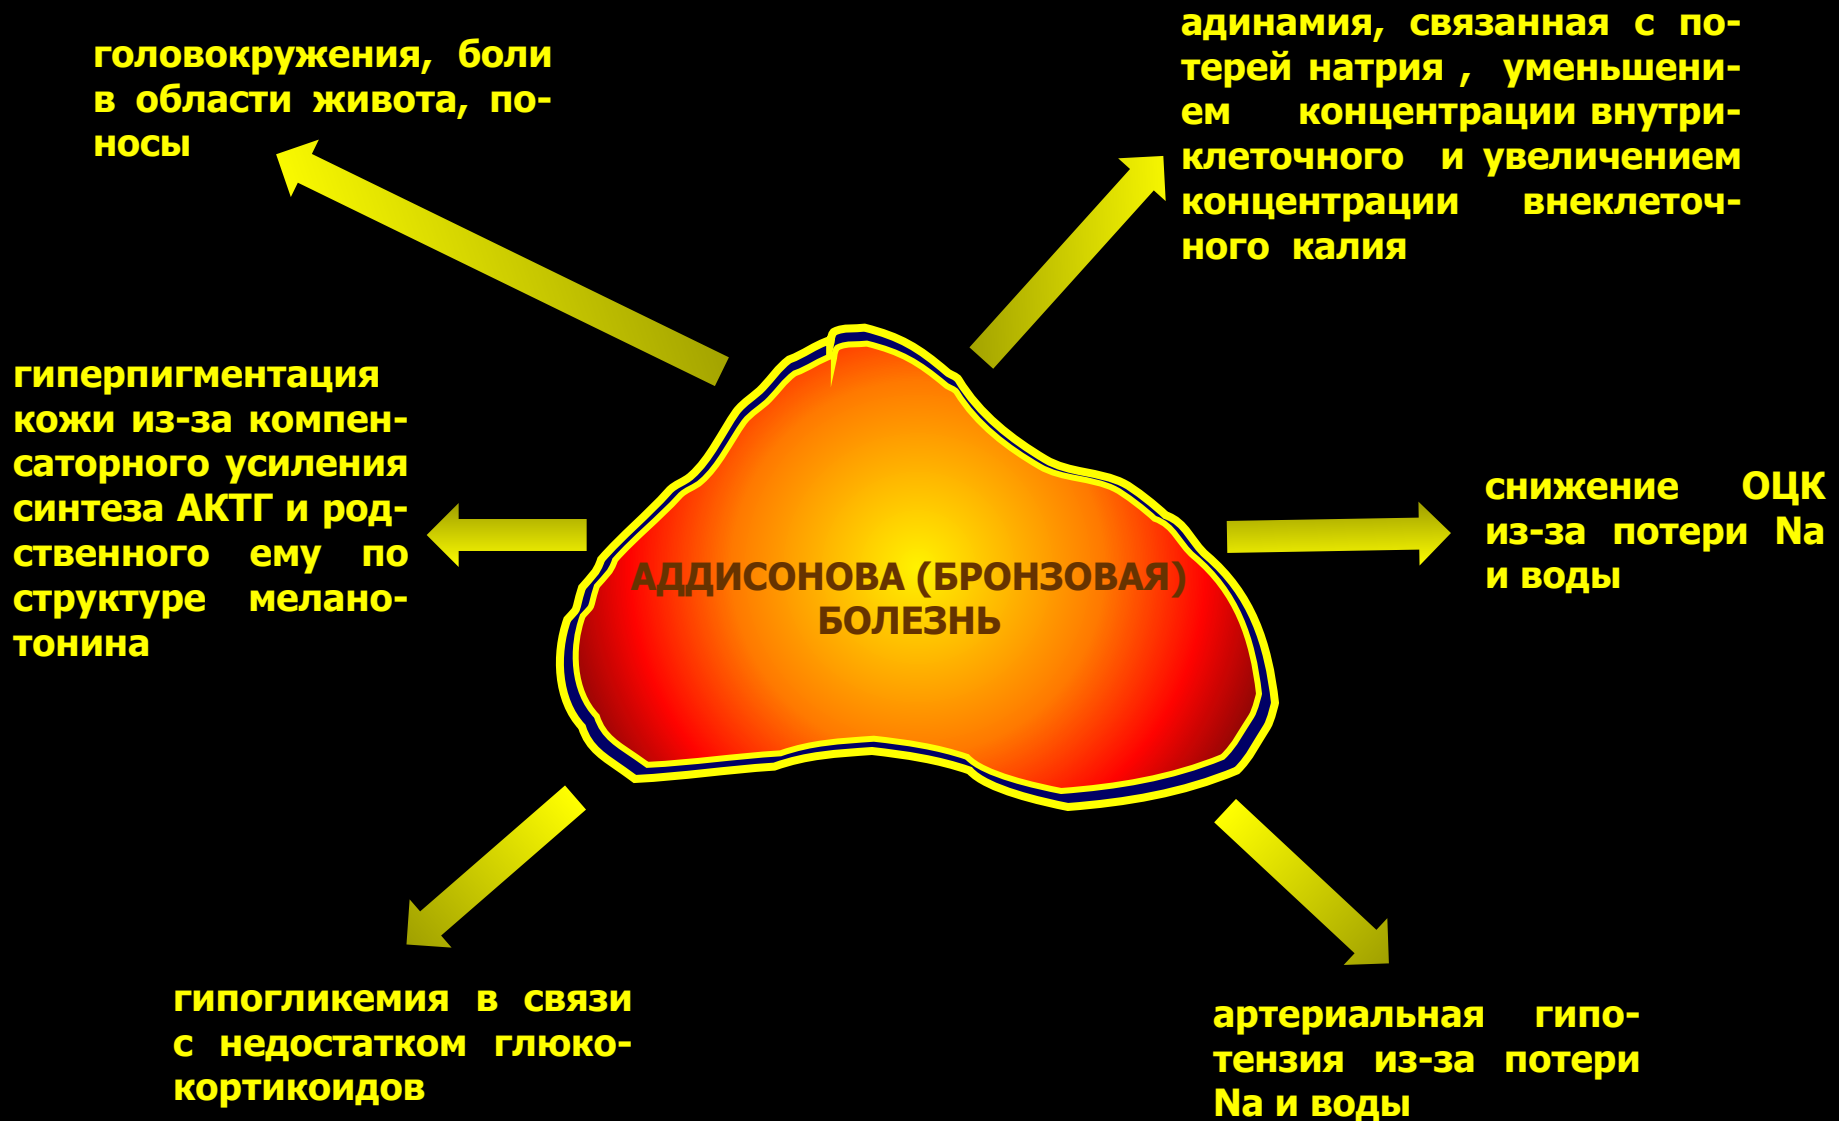 головокружения, боли
в области живота, по-
носы
адинамия, связанная с по-
терей натрия , уменьшени-
ем концентрации внутри-
клеточного и увеличением
концентрации внеклеточ-
ного калия
гиперпигментация
кожи из-за компен-
саторного усиления
синтеза АКТГ и род-
ственного ему по
структуре мелано-
тонина
АДДИСОНОВА (БРОНЗОВАЯ)
БОЛЕЗНЬ
снижение ОЦК
из-за потери Na
и воды
гипогликемия в связи
с недостатком глюко-
кортикоидов
артериальная гипо-
тензия из-за потери
Na и воды